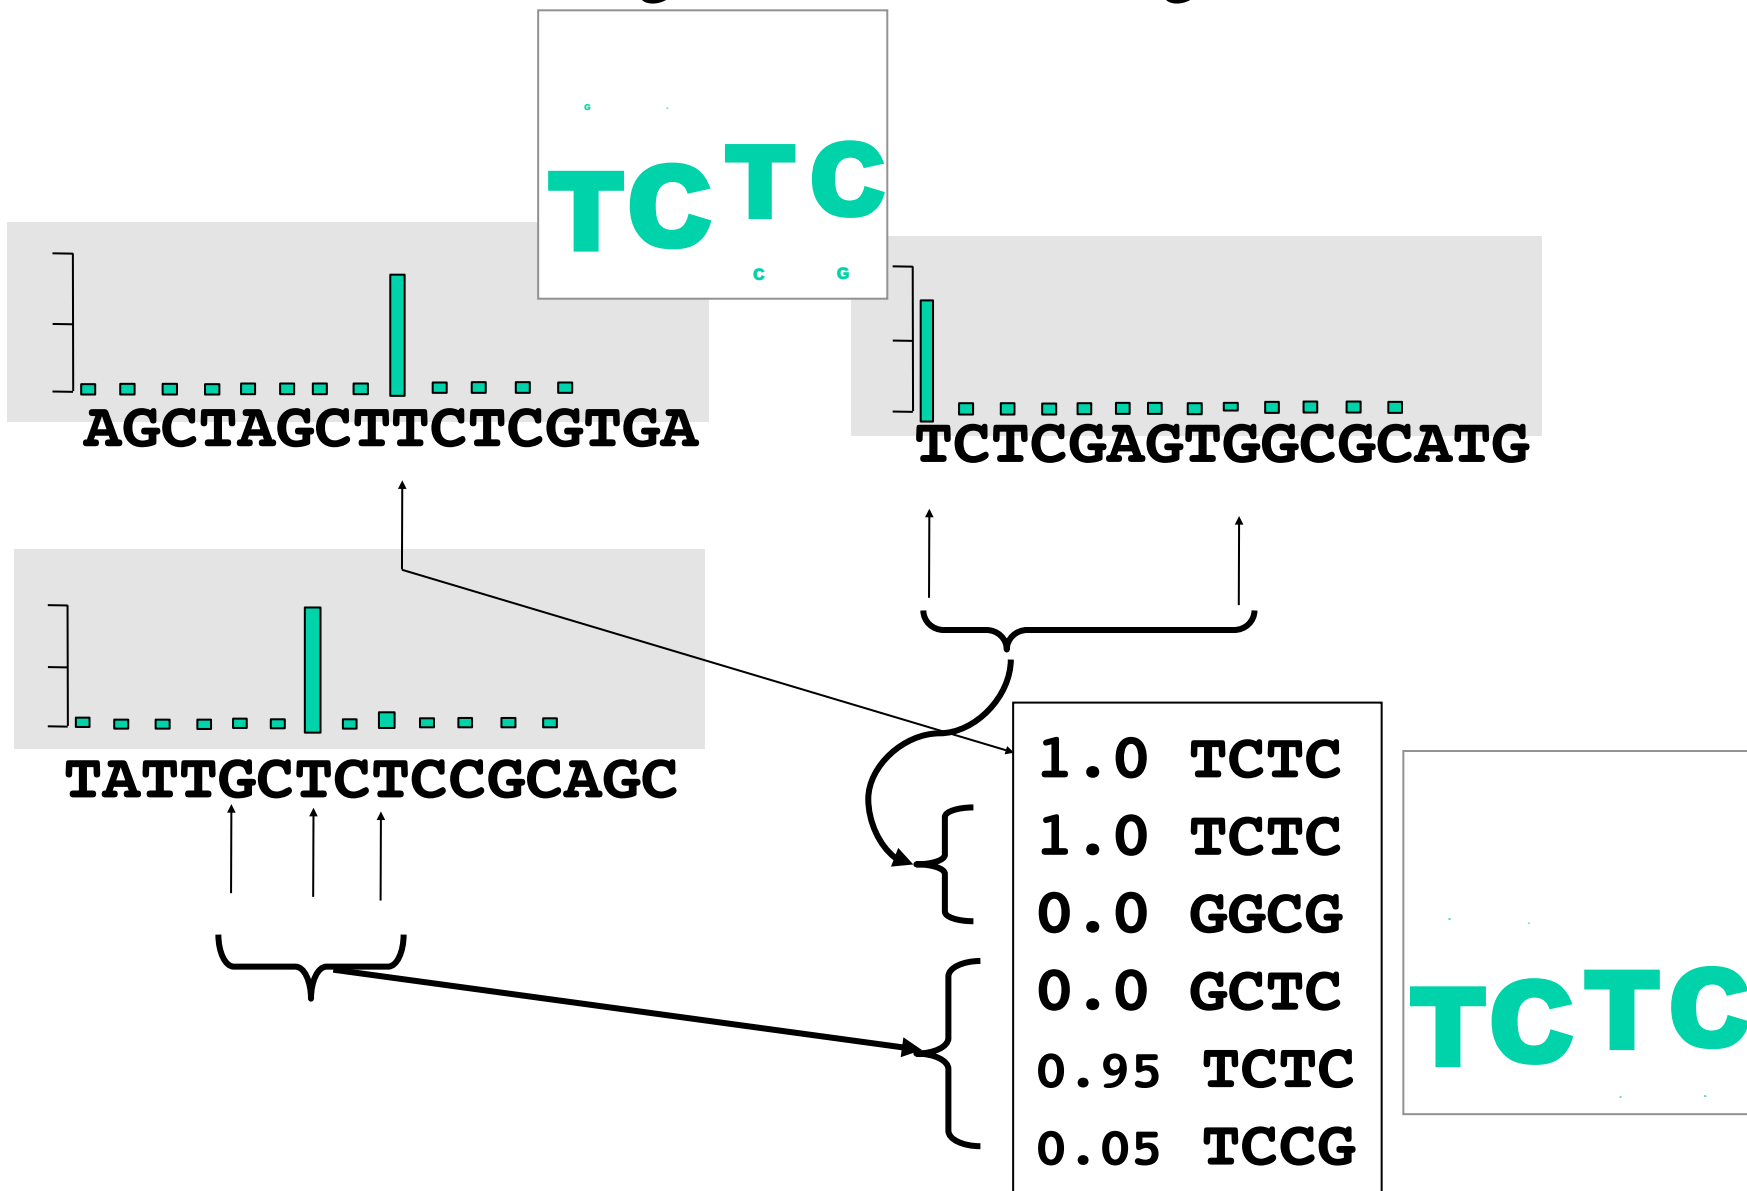 G
TCTC
C G
AGCTAGCTTCTCGTGA
TCTCGAGTGGCGCATG
TATTGCTCTCCGCAGC
1.0 TCTC
1.0 TCTC
0.0 GGCG
0.0 GCTC
0.95 TCTC
0.05 TCCG
TCTC